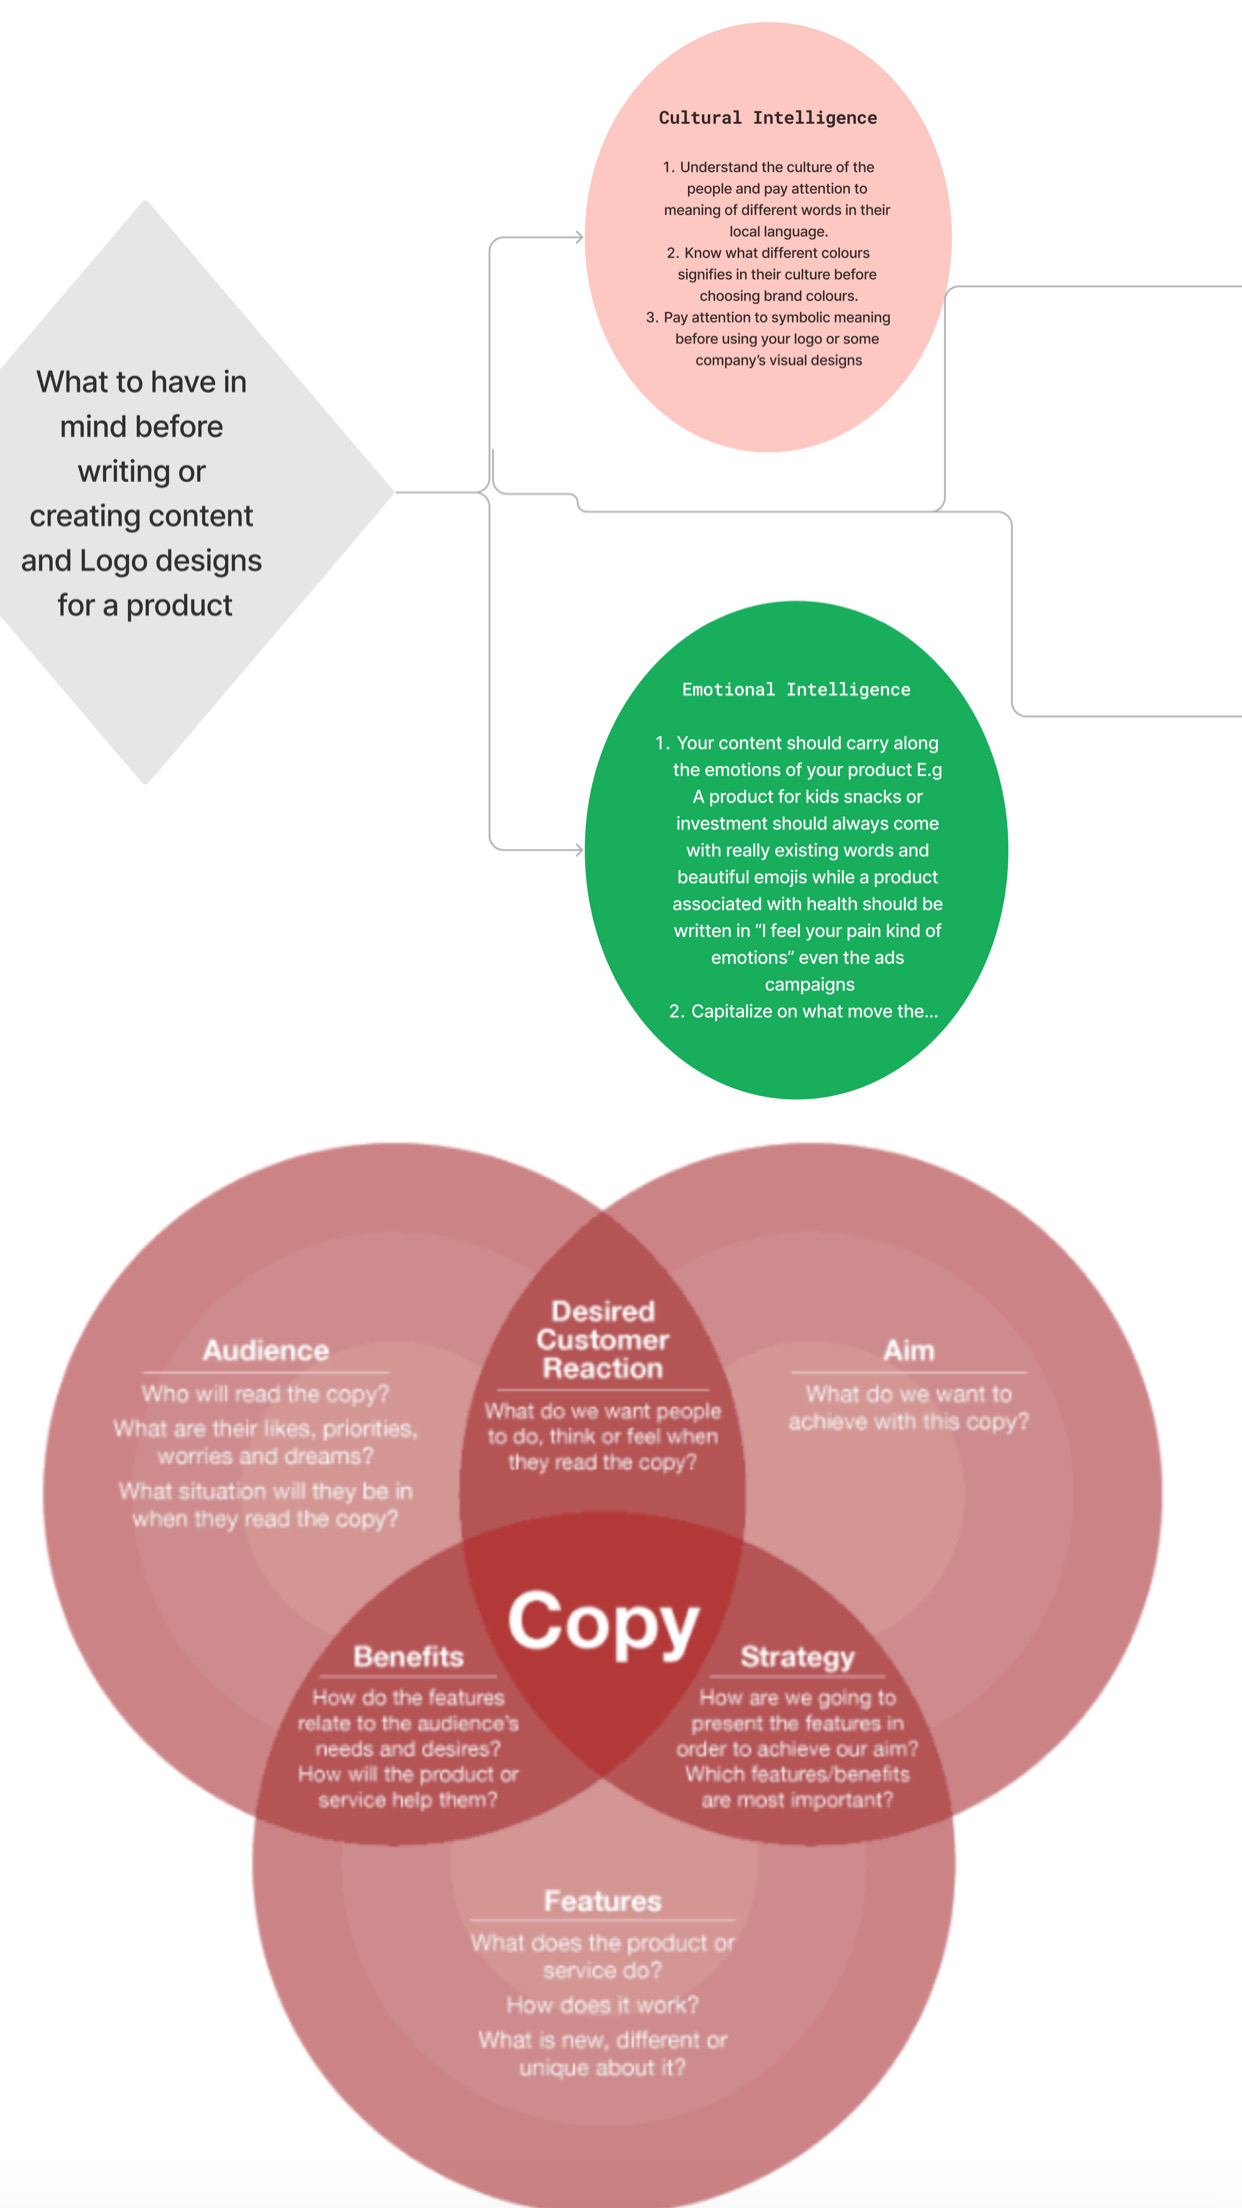 What to have in
mind before
writing or
creating content
and Logo designs
for a product
Cultural Intelligence
1. Understand the culture of the
people and pay attention to
meaning of different words in their
local language.
2. Know what different colours
signifies in their culture before
choosing brand colours.
3. Pay attention to symbolic meaning
before using your logo or some
company's visual designs
Emotional Intelligence
1. Your content should carry along
the emotions of your product E.g
A product for kids snacks or
investment should always come
with really existing words and
beautiful emojis while a product
associated with health should be
written in “I feel your pain kind of
emotions” even the ads
campaigns
2. Capitalize on what move the...
Audience
Who will read the copy?
What are their likes, priorities,
worries and dreams?
What situation will they be in
when they read the copy?
Desired
Customer
Reaction
What do we want people
to do, think or feel when
they read the copy?
Aim
What do we want to
achieve with this copy?
Copy
Benefits
How do the features
relate to the audience's
needs and desires?
How will the product or
service help them?
Strategy
How are we going to
present the features in
order to achieve our aim?
Which features/benefits
are most important?
Features
What does the product or
service do?
How does it work?
What is new, different or
unique about it?